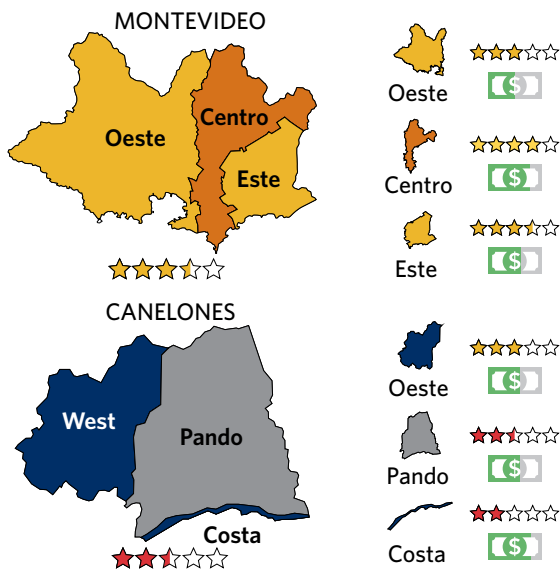 MONTEVIDEO
Oeste
Centro
Este
CANELONES
West
Pando
Costa
$
Oeste
$
Centro
$
Este
$
Oeste
$
Pando
$
Costa